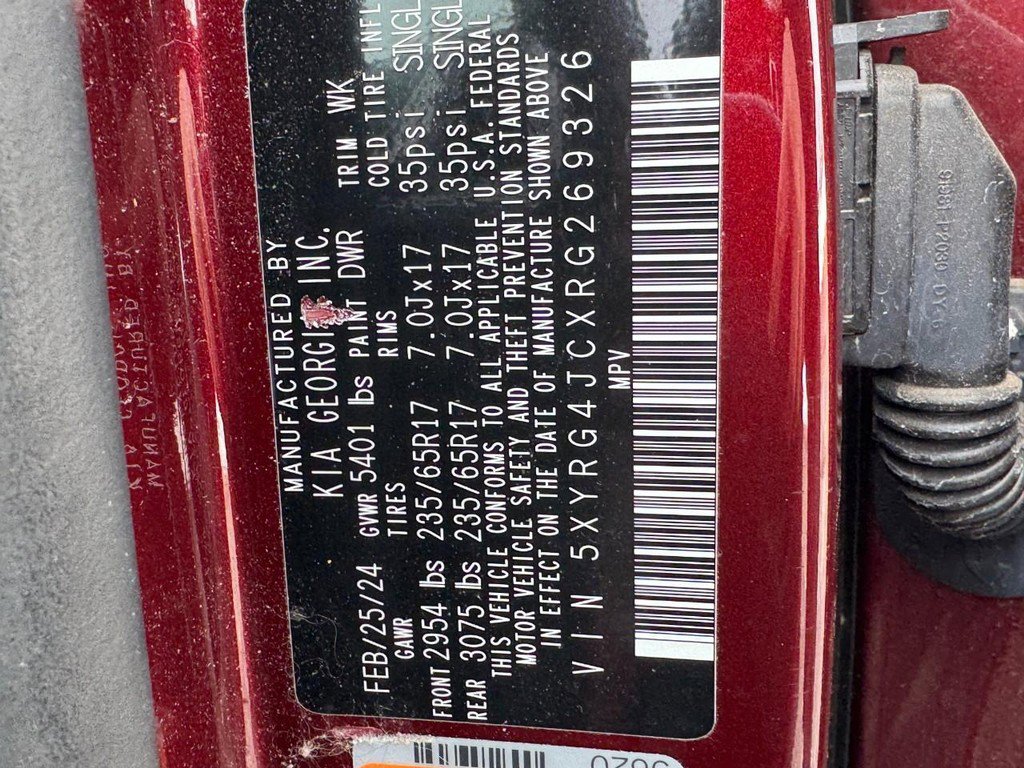 MANUFACTURED BY
KIA GEORGIA INC.
FEB/25/24 GVWR 5401 lbs PAINT DWR TRIM WK
GAWR TIRES RIMS COLD TIRE INFL
FRONT 2954 lbs 235/65R17 7.0Jx17 35psi SINGL
REAR 3075 lbs 235/65R17 7.0Jx17 35psi SINGL
THIS VEHICLE CONFORMS TO ALL APPLICABLE U.S.A. FEDERAL
MOTOR VEHICLE SAFETY AND THEFT PREVENTION STANDARDS
IN EFFECT ON THE DATE OF MANUFACTURE SHOWN ABOVE
VIN 5XYRG4JCXRG269326
MPV